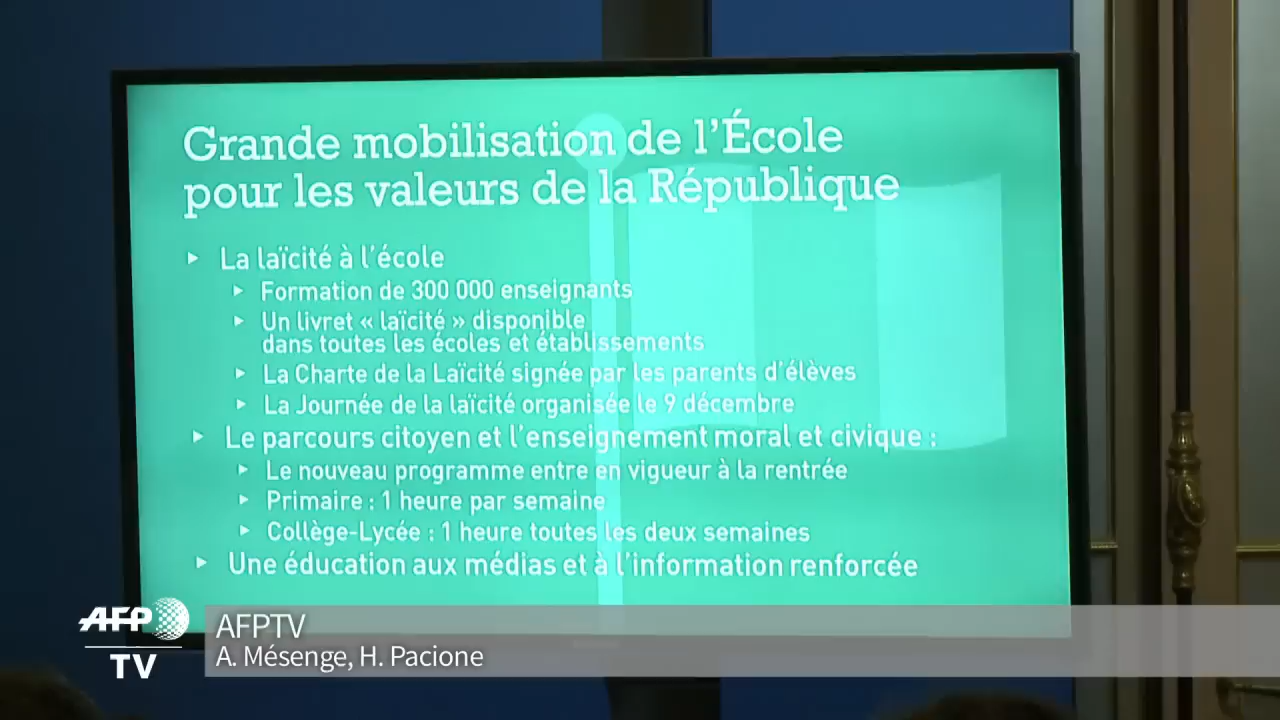 Grande mobilisation de l'École
pour les valeurs de la République
▸ La laïcité à l'école
▸ Formation de 300 000 enseignants
▸ Un livret « laïcité » disponible
dans toutes les écoles et établissements
▸ La Charte de la Laïcité signée par les parents d'élèves
▸ La Journée de la laïcité organisée le 9 décembre
▸ Le parcours citoyen et l'enseignement moral et civique :
▸ Le nouveau programme entre en vigueur à la rentrée
▸ Primaire : 1 heure par semaine
▸ Collège-Lycée : 1 heure toutes les deux semaines
▸ Une éducation aux médias et à l'information renforcée
AFP
TV
AFPTV
A. Mésenge, H. Pacione